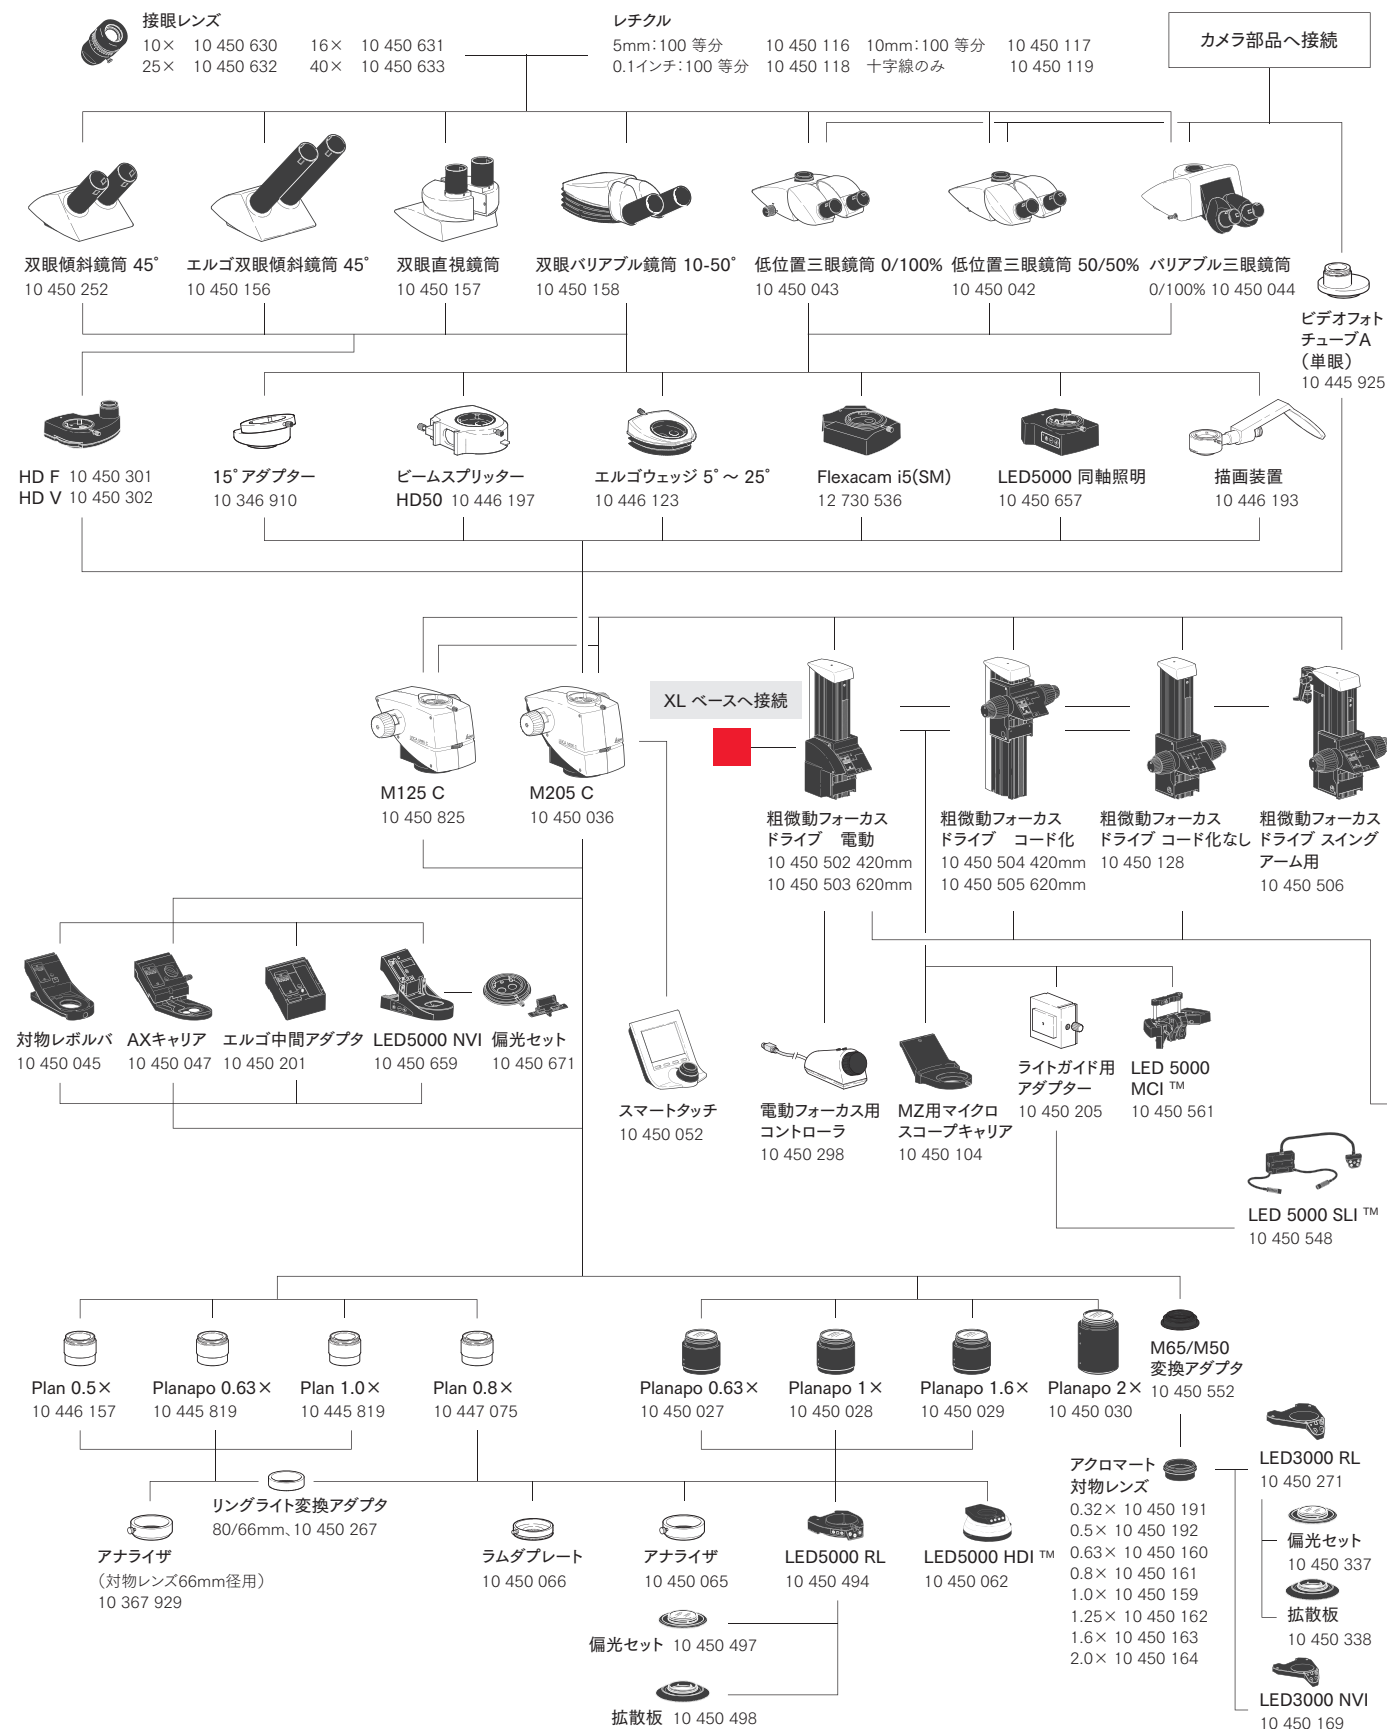 接眼レンズ
10× 10 450 630 16× 10 450 631
25× 10 450 632 40× 10 450 633
レチクル
5mm：100 等分 10 450 116 10mm：100 等分 10 450 117
0.1インチ：100 等分 10 450 118 十字線のみ 10 450 119
カメラ部品へ接続
双眼傾斜鏡筒 45°
10 450 252
エルゴ双眼傾斜鏡筒 45°
10 450 156
双眼直視鏡筒
10 450 157
双眼バリアブル鏡筒 10-50°
10 450 158
低位置三眼鏡筒 0/100%
10 450 043
低位置三眼鏡筒 50/50%
10 450 042
バリアブル三眼鏡筒
0/100% 10 450 044
ビデオフォト
チューブA
（単眼）
10 445 925
HD F 10 450 301
HD V 10 450 302
15°アダプター
10 346 910
ビームスプリッター
HD50 10 446 197
エルゴウェッジ 5°～ 25°
10 446 123
Flexacam i5(SM)
12 730 536
LED5000 同軸照明
10 450 657
描画装置
10 446 193
XL ベースへ接続
M125 C
10 450 825
M205 C
10 450 036
粗微動フォーカス
ドライブ 電動
10 450 502 420mm
10 450 503 620mm
粗微動フォーカス
ドライブ コード化
10 450 504 420mm
10 450 505 620mm
粗微動フォーカス
ドライブ コード化なし
10 450 128
粗微動フォーカス
ドライブ スイング
アーム用
10 450 506
対物レボルバ
10 450 045
AXキャリア
10 450 047
エルゴ中間アダプタ
10 450 201
LED5000 NVI
10 450 659
偏光セット
10 450 671
スマートタッチ
10 450 052
電動フォーカス用
コントローラ
10 450 298
MZ用マイクロ
スコープキャリア
10 450 104
ライトガイド用
アダプター
10 450 205
LED 5000
MCI ™
10 450 561
LED 5000 SLI ™
10 450 548
Plan 0.5×
10 446 157
Planapo 0.63×
10 445 819
Plan 1.0×
10 445 819
Plan 0.8×
10 447 075
Planapo 0.63×
10 450 027
Planapo 1×
10 450 028
Planapo 1.6×
10 450 029
Planapo 2×
10 450 030
M65/M50
変換アダプタ
10 450 552
リングライト変換アダプタ
80/66mm、10 450 267
アナライザ
（対物レンズ66mm径用）
10 367 929
ラムダプレート
10 450 066
アナライザ
10 450 065
LED5000 RL
10 450 494
LED5000 HDI ™
10 450 062
偏光セット 10 450 497
拡散板 10 450 498
アクロマート
対物レンズ
0.32× 10 450 191
0.5× 10 450 192
0.63× 10 450 160
0.8× 10 450 161
1.0× 10 450 159
1.25× 10 450 162
1.6× 10 450 163
2.0× 10 450 164
LED3000 RL
10 450 271
偏光セット
10 450 337
拡散板
10 450 338
LED3000 NVI
10 450 169